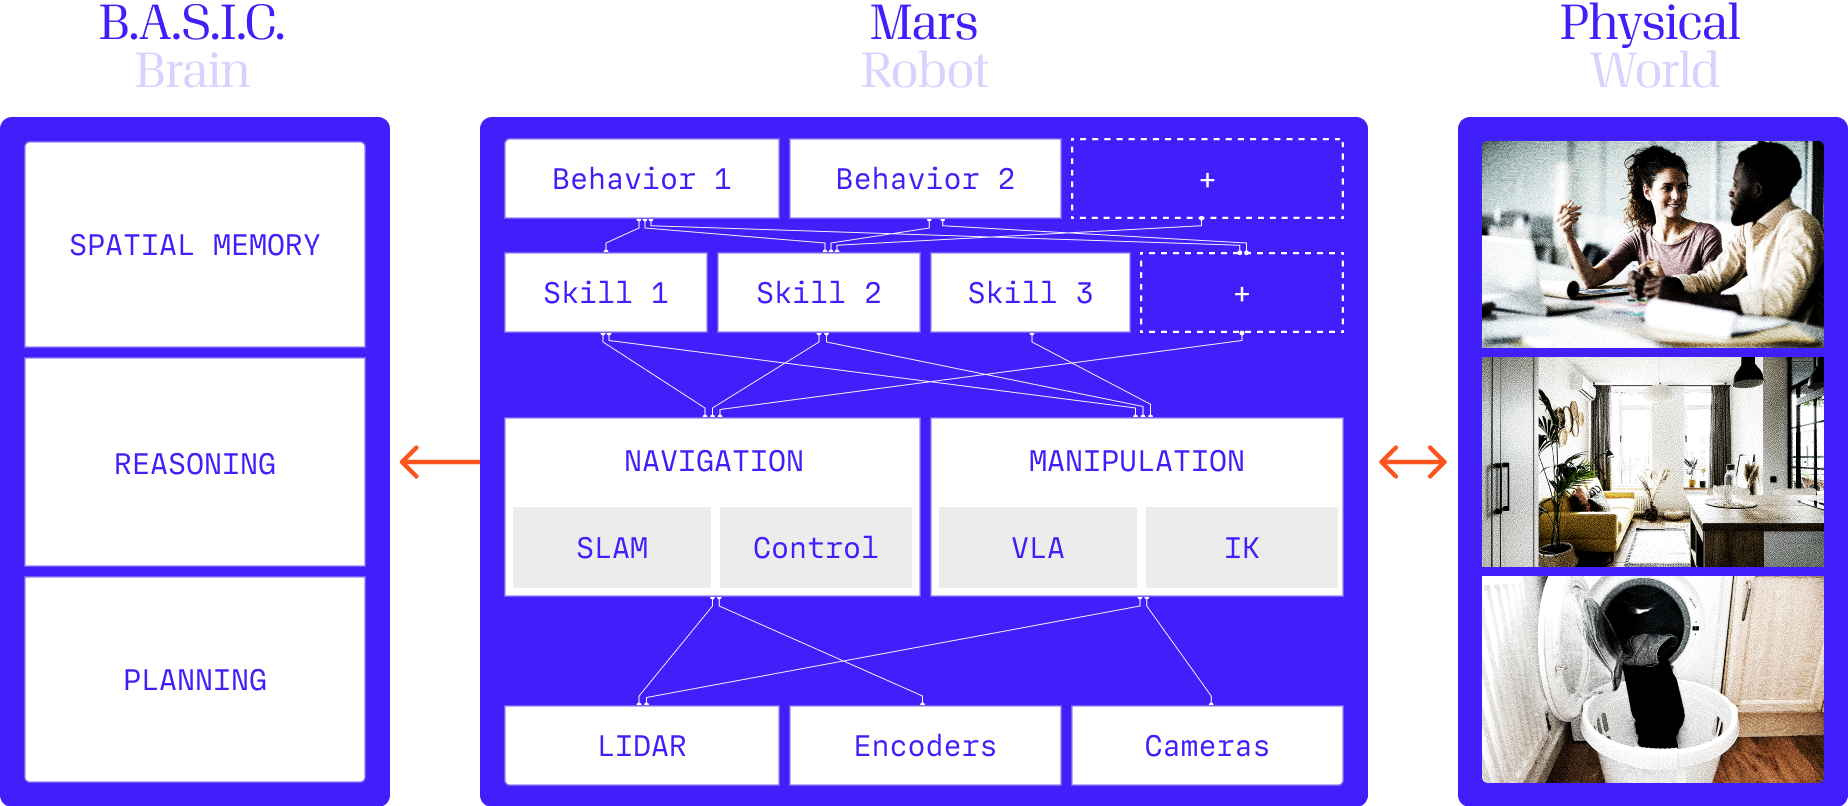 B.A.S.I.C.
Brain
SPATIAL MEMORY
REASONING
PLANNING
Mars
Robot
Behavior 1
Behavior 2
+
Skill 1
Skill 2
Skill 3
+
NAVIGATION
SLAM
Control
MANIPULATION
VLA
IK
LIDAR
Encoders
Cameras
Physical
World